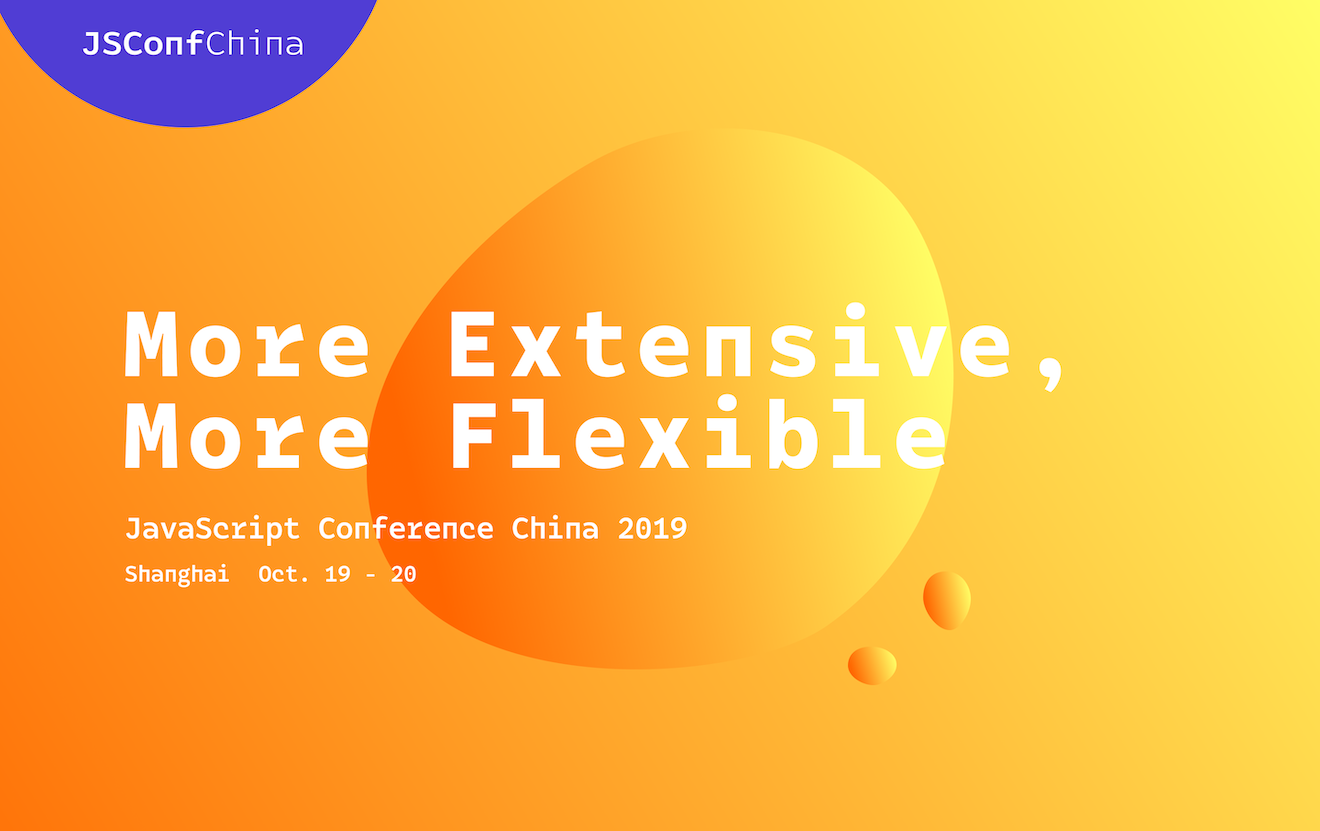 JSConfChina
More Extensive,
More Flexible
JavaScript Conference China 2019
Shanghai Oct. 19 - 20